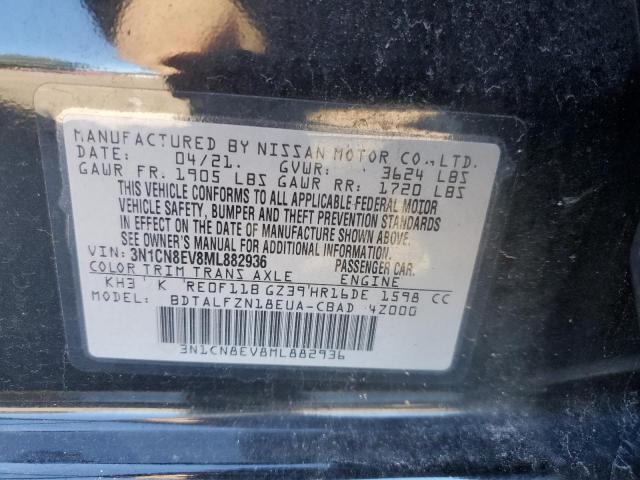 MANUFACTURED BY NISSAN MOTOR CO., LTD.
DATE: 04/21. GVWR: 3624 LBS
GAWR FR. 1905 LBS GAWR RR: 1720 LBS
THIS VEHICLE CONFORMS TO ALL APPLICABLE FEDERAL MOTOR
VEHICLE SAFETY, BUMPER AND THEFT PREVENTION STANDARDS
IN EFFECT ON THE DATE OF MANUFACTURE SHOWN ABOVE.
SEE OWNER'S MANUAL FOR ADDITIONAL INFORMATION.
VIN: 3N1CN8EV8ML882936 PASSENGER CAR.
COLOR TRIM TRANS AXLE ENGINE
KH3 K RE0F11B GZ39 HR16DE 1598 CC
MODEL: BDTALFZN18EUA-CBAD 4Z000
3N1CN8EV8ML882936